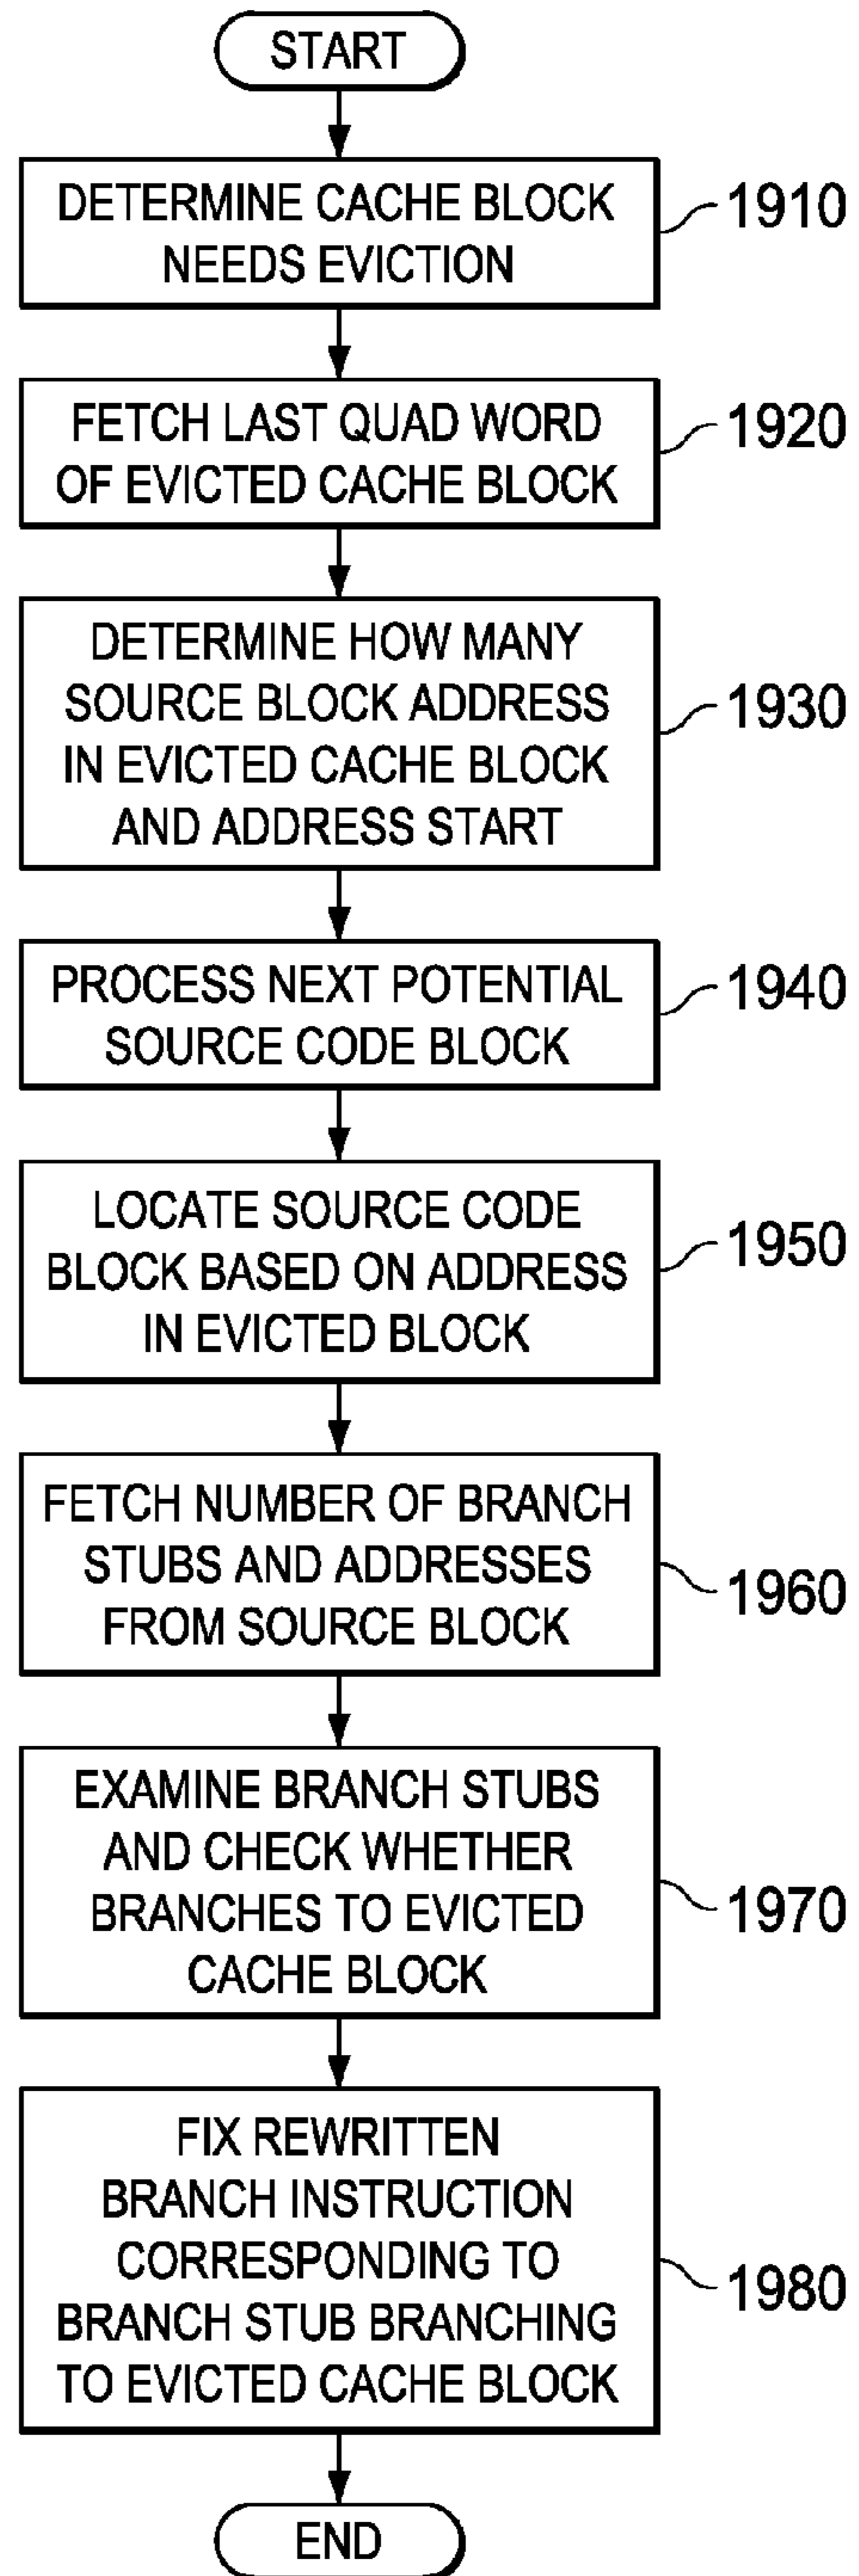 START
DETERMINE CACHE BLOCK
NEEDS EVICTION
1910
FETCH LAST QUAD WORD
OF EVICTED CACHE BLOCK
1920
DETERMINE HOW MANY
SOURCE BLOCK ADDRESS
IN EVICTED CACHE BLOCK
AND ADDRESS START
1930
PROCESS NEXT POTENTIAL
SOURCE CODE BLOCK
1940
LOCATE SOURCE CODE
BLOCK BASED ON ADDRESS
IN EVICTED BLOCK
1950
FETCH NUMBER OF BRANCH
STUBS AND ADDRESSES
FROM SOURCE BLOCK
1960
EXAMINE BRANCH STUBS
AND CHECK WHETHER
BRANCHES TO EVICTED
CACHE BLOCK
1970
FIX REWRITTEN
BRANCH INSTRUCTION
CORRESPONDING TO
BRANCH STUB BRANCHING
TO EVICTED CACHE BLOCK
1980
END